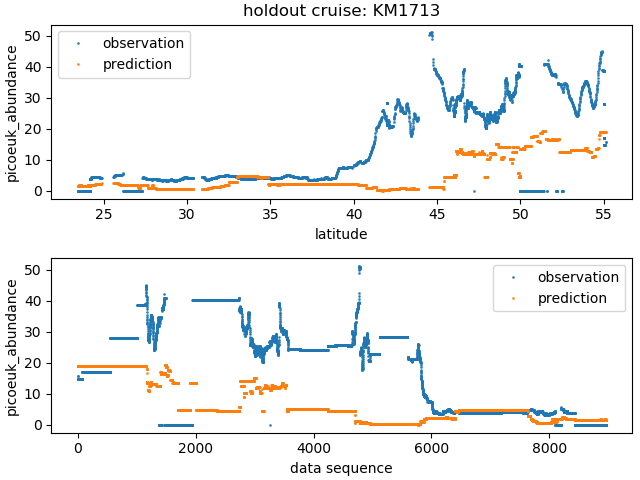 holdout cruise: KM1713
50
40
30
20
10
0
picoeuk_abundance
observation
prediction
25
30
35
40
45
50
55
latitude
50
40
30
20
10
0
picoeuk_abundance
observation
prediction
0
2000
4000
6000
8000
data sequence